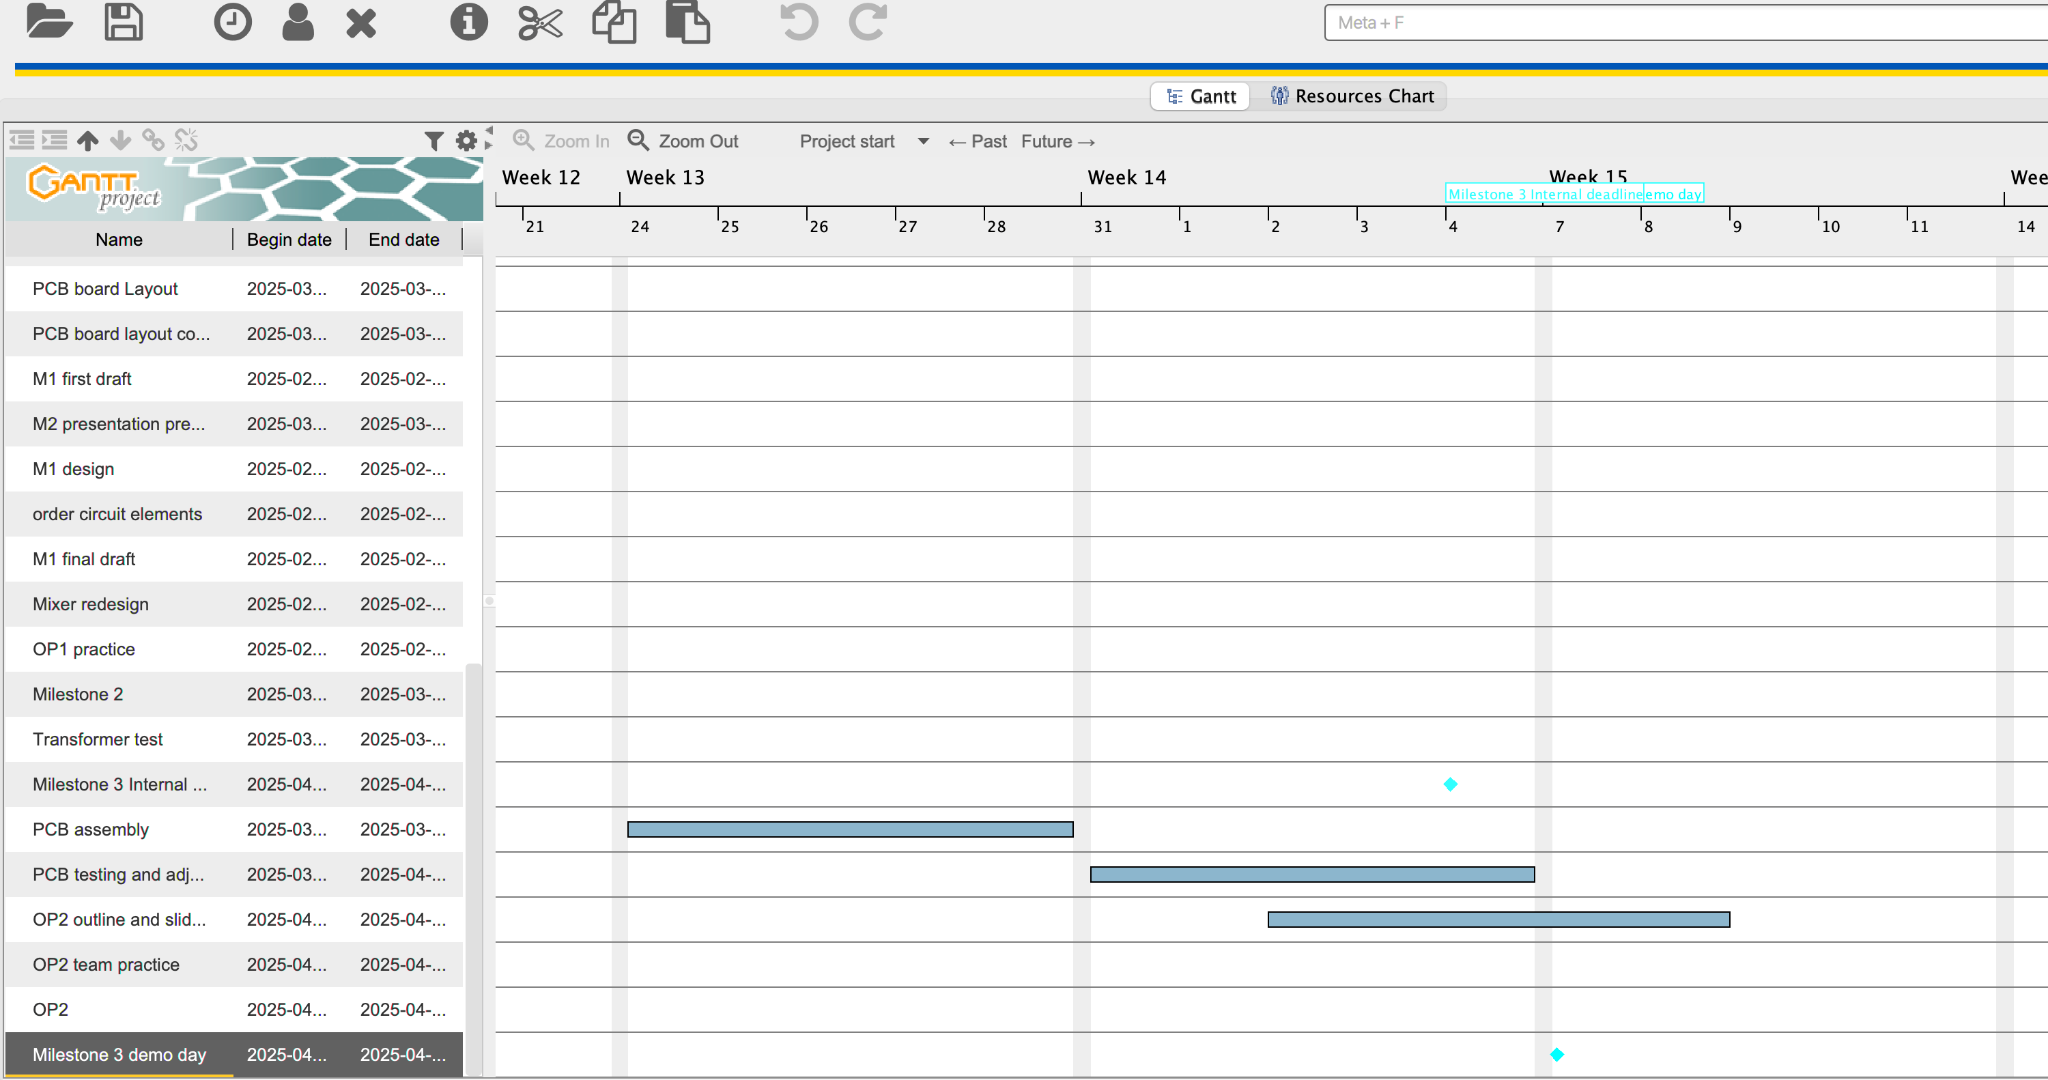 Meta + F
Gantt Resources Chart
Zoom In Zoom Out Project start ← Past Future →
GANTT project
Week 12 Week 13 Week 14 Week 15
Milestone 3 Internal deadline emo day
21 24 25 26 27 28 31 1 2 3 4 7 8 9 10 11 14
Name Begin date End date
PCB board Layout 2025-03... 2025-03-...
PCB board layout co... 2025-03... 2025-03-...
M1 first draft 2025-02... 2025-02-...
M2 presentation pre... 2025-03... 2025-03-...
M1 design 2025-02... 2025-02-...
order circuit elements 2025-02... 2025-02-...
M1 final draft 2025-02... 2025-02-...
Mixer redesign 2025-02... 2025-02-...
OP1 practice 2025-02... 2025-02-...
Milestone 2 2025-03... 2025-03-...
Transformer test 2025-03... 2025-03-...
Milestone 3 Internal ... 2025-04... 2025-04-...
PCB assembly 2025-03... 2025-03-...
PCB testing and adj... 2025-03... 2025-04-...
OP2 outline and slid... 2025-04... 2025-04-...
OP2 team practice 2025-04... 2025-04-...
OP2 2025-04... 2025-04-...
Milestone 3 demo day 2025-04... 2025-04-...